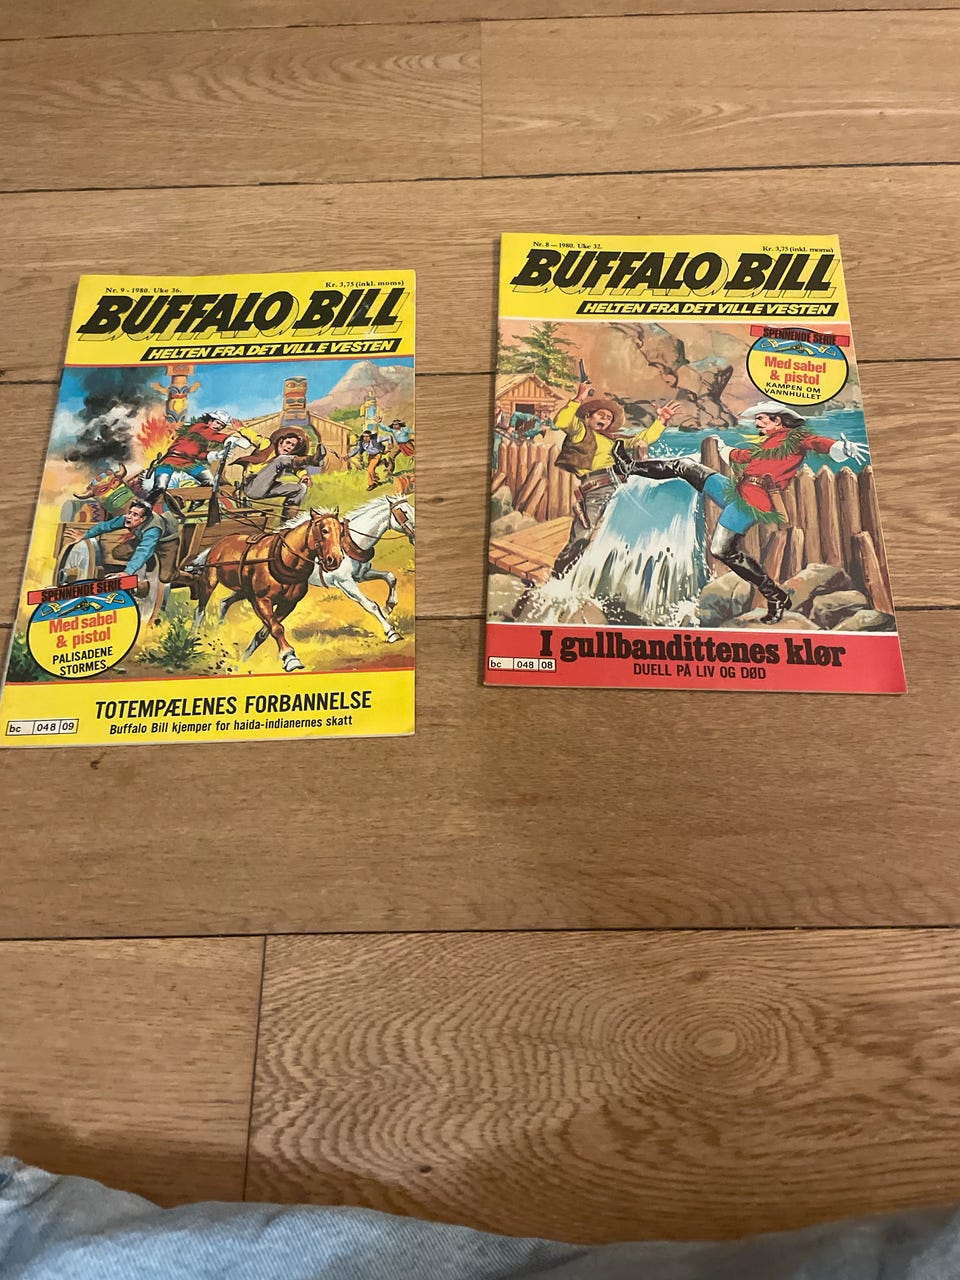 Nr. 9 - 1980. Uke 36.
Kr. 3,75 (inkl. moms)
BUFFALO BILL
HELTEN FRA DET VILLE VESTEN
SPENNENDE SERIE
Med sabel
& pistol
PALISADENE
STORMES
TOTEMPÆLENES FORBANNELSE
Buffalo Bill kjemper for haida-indianernes skatt
bc 048 09
Nr. 8 — 1980. Uke 32.
Kr. 3,75 (inkl. moms)
BUFFALO BILL
HELTEN FRA DET VILLE VESTEN
SPENNENDE SERIE
Med sabel
& pistol
KAMPEN OM
VANNHULLET
I gullbandittenes klør
DUELL PÅ LIV OG DØD
bc 048 08